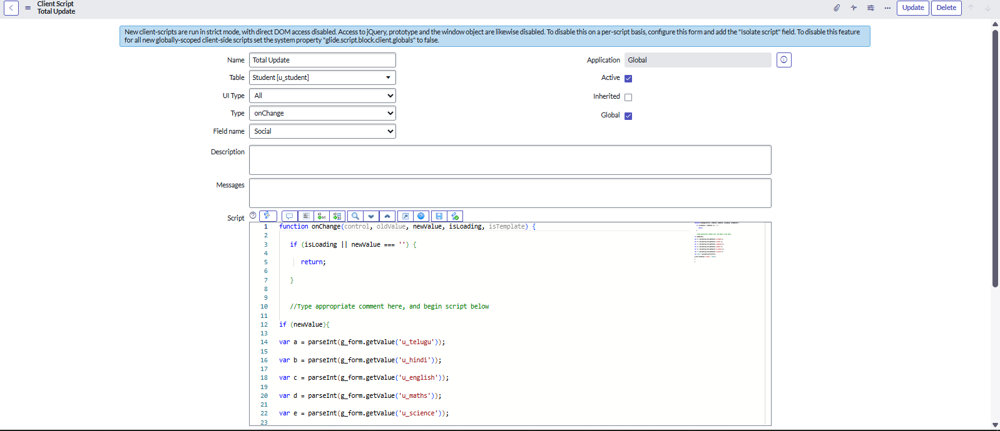 Client Script
Total Update
Update
Delete
New client-scripts are run in strict mode, with direct DOM access disabled. Access to jQuery, prototype and the window object are likewise disabled. To disable this on a per-script basis, configure this form and add the "Isolate script" field. To disable this feature
for all new globally-scoped client-side scripts set the system property "glide.script.block.client.globals" to false.
Name Total Update
Application Global
Table Student [u_student]
Active
UI Type All
Inherited
Type onChange
Global
Field name Social
Description
Messages
Script
1 function onChange(control, oldValue, newValue, isLoading, isTemplate) {
2
3 if (isLoading || newValue === '') {
4
5 return;
6
7 }
8
9
10 //Type appropriate comment here, and begin script below
11
12 if (newValue){
13
14 var a = parseInt(g_form.getValue('u_telugu'));
15
16 var b = parseInt(g_form.getValue('u_hindi'));
17
18 var c = parseInt(g_form.getValue('u_english'));
19
20 var d = parseInt(g_form.getValue('u_maths'));
21
22 var e = parseInt(g_form.getValue('u_science'));
23